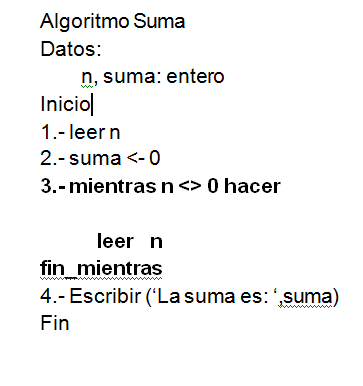 Algoritmo Suma
Datos:
n, suma: entero
Inicio
1.- leer n
2.- suma <- 0
3.- mientras n <> 0 hacer
leer n
fin_mientras
4.- Escribir (‘La suma es: ‘,suma)
Fin